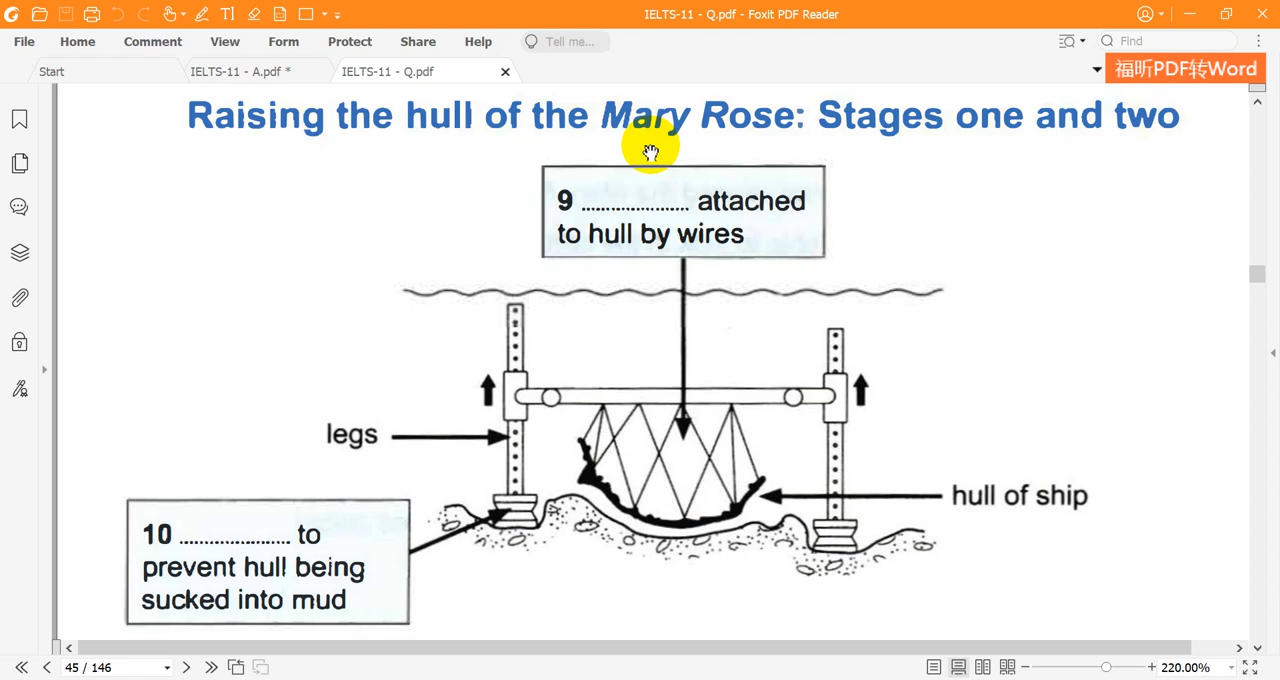 IELTS-11 - Q.pdf - Foxit PDF Reader
File Home Comment View Form Protect Share Help Tell me... Find
Start IELTS-11 - A.pdf * IELTS-11 - Q.pdf 福昕PDF转Word
Raising the hull of the Mary Rose: Stages one and two
9 ...................... attached
to hull by wires
legs
hull of ship
10 ....................... to
prevent hull being
sucked into mud
45 / 146 220.00%